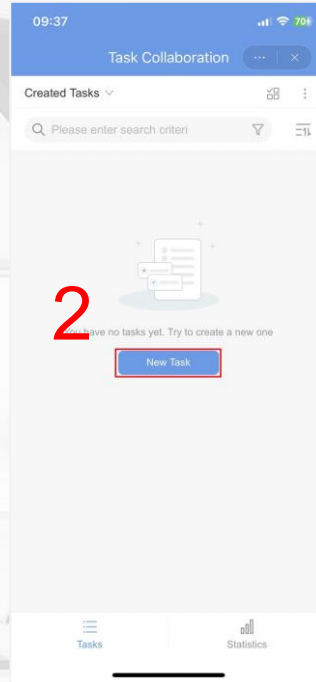 09:37
70
Task Collaboration
Created Tasks
Please enter search criteri
2
You have no tasks yet. Try to create a new one
New Task
Tasks
Statistics